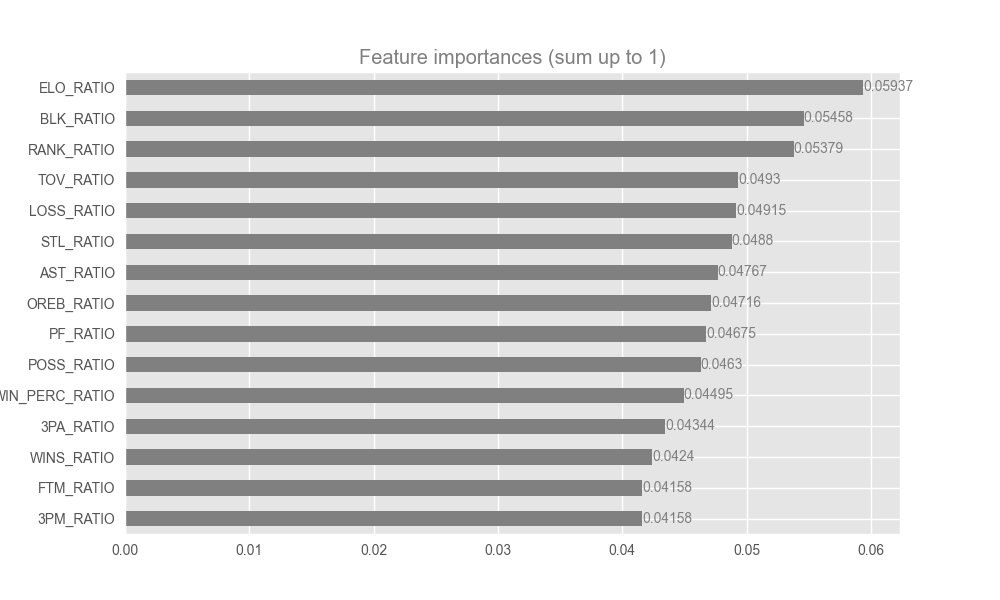 Feature importances (sum up to 1)
ELO_RATIO 0.05937
BLK_RATIO 0.05458
RANK_RATIO 0.05379
TOV_RATIO 0.0493
LOSS_RATIO 0.04915
STL_RATIO 0.0488
AST_RATIO 0.04767
OREB_RATIO 0.04716
PF_RATIO 0.04675
POSS_RATIO 0.0463
WIN_PERC_RATIO 0.04495
3PA_RATIO 0.04344
WINS_RATIO 0.0424
FTM_RATIO 0.04158
3PM_RATIO 0.04158
0.00 0.01 0.02 0.03 0.04 0.05 0.06